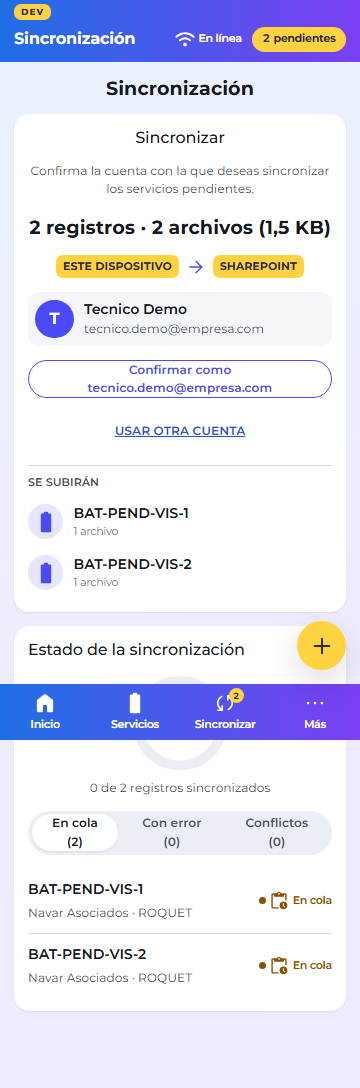 DEV
Sincronización
En línea
2 pendientes
Sincronización
Sincronizar
Confirma la cuenta con la que deseas sincronizar
los servicios pendientes.
2 registros · 2 archivos (1,5 KB)
ESTE DISPOSITIVO
SHAREPOINT
T
Tecnico Demo
tecnico.demo@empresa.com
Confirmar como
tecnico.demo@empresa.com
USAR OTRA CUENTA
SE SUBIRÁN
BAT-PEND-VIS-1
1 archivo
BAT-PEND-VIS-2
1 archivo
Estado de la sincronización
Inicio
Servicios
2
Sincronizar
Más
0 de 2 registros sincronizados
En cola
(2)
Con error
(0)
Conflictos
(0)
BAT-PEND-VIS-1
Navar Asociados · ROQUET
En cola
BAT-PEND-VIS-2
Navar Asociados · ROQUET
En cola